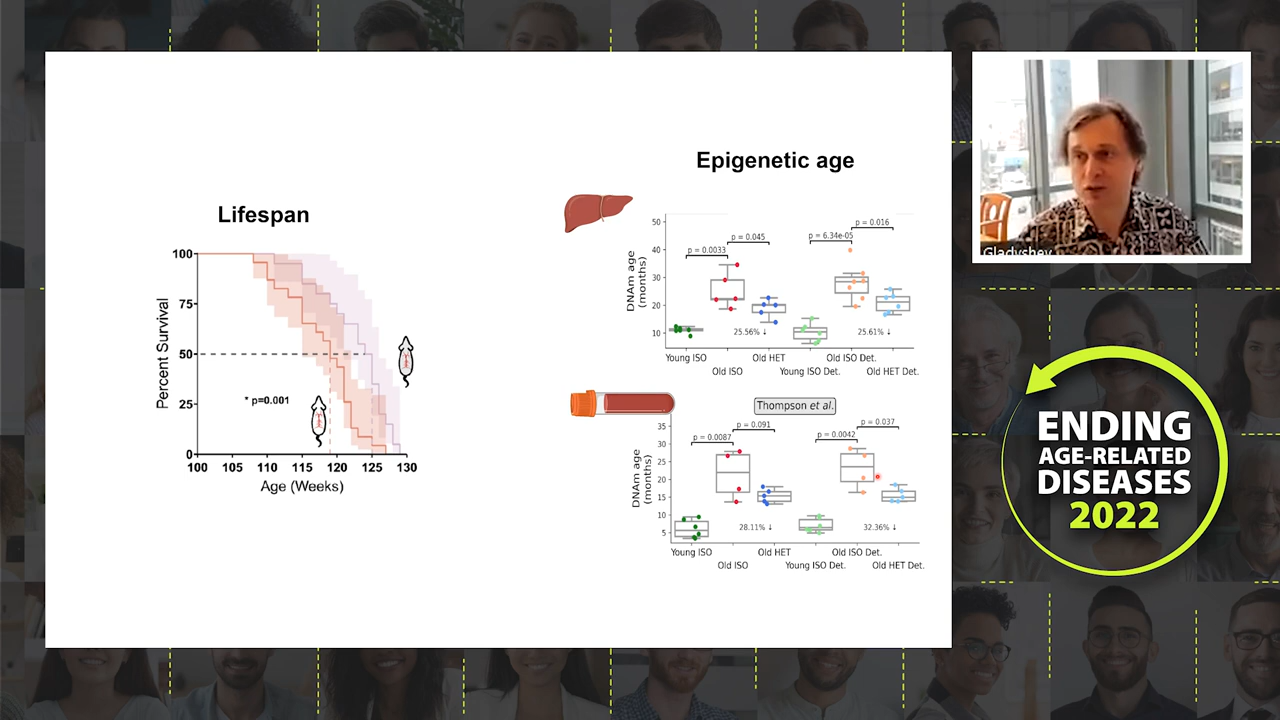 Lifespan
Percent Survival
100
75
50
25
0
* p=0.001
100 105 110 115 120 125 130
Age (Weeks)
Epigenetic age
DNAm age
(months)
50
40
30
20
10
p = 0.0033
p = 0.045
p = 6.34e-05
p = 0.016
25.56% ↓
25.61% ↓
Young ISO
Old ISO
Old HET
Young ISO Det.
Old ISO Det.
Old HET Det.
Thompson et al.
DNAm age
(months)
35
30
25
20
15
10
5
p = 0.0087
p = 0.091
p = 0.0042
p = 0.037
28.11% ↓
32.36% ↓
Young ISO
Old ISO
Old HET
Young ISO Det.
Old ISO Det.
Old HET Det.
Gladyshev
ENDING
AGE-RELATED
DISEASES
2022